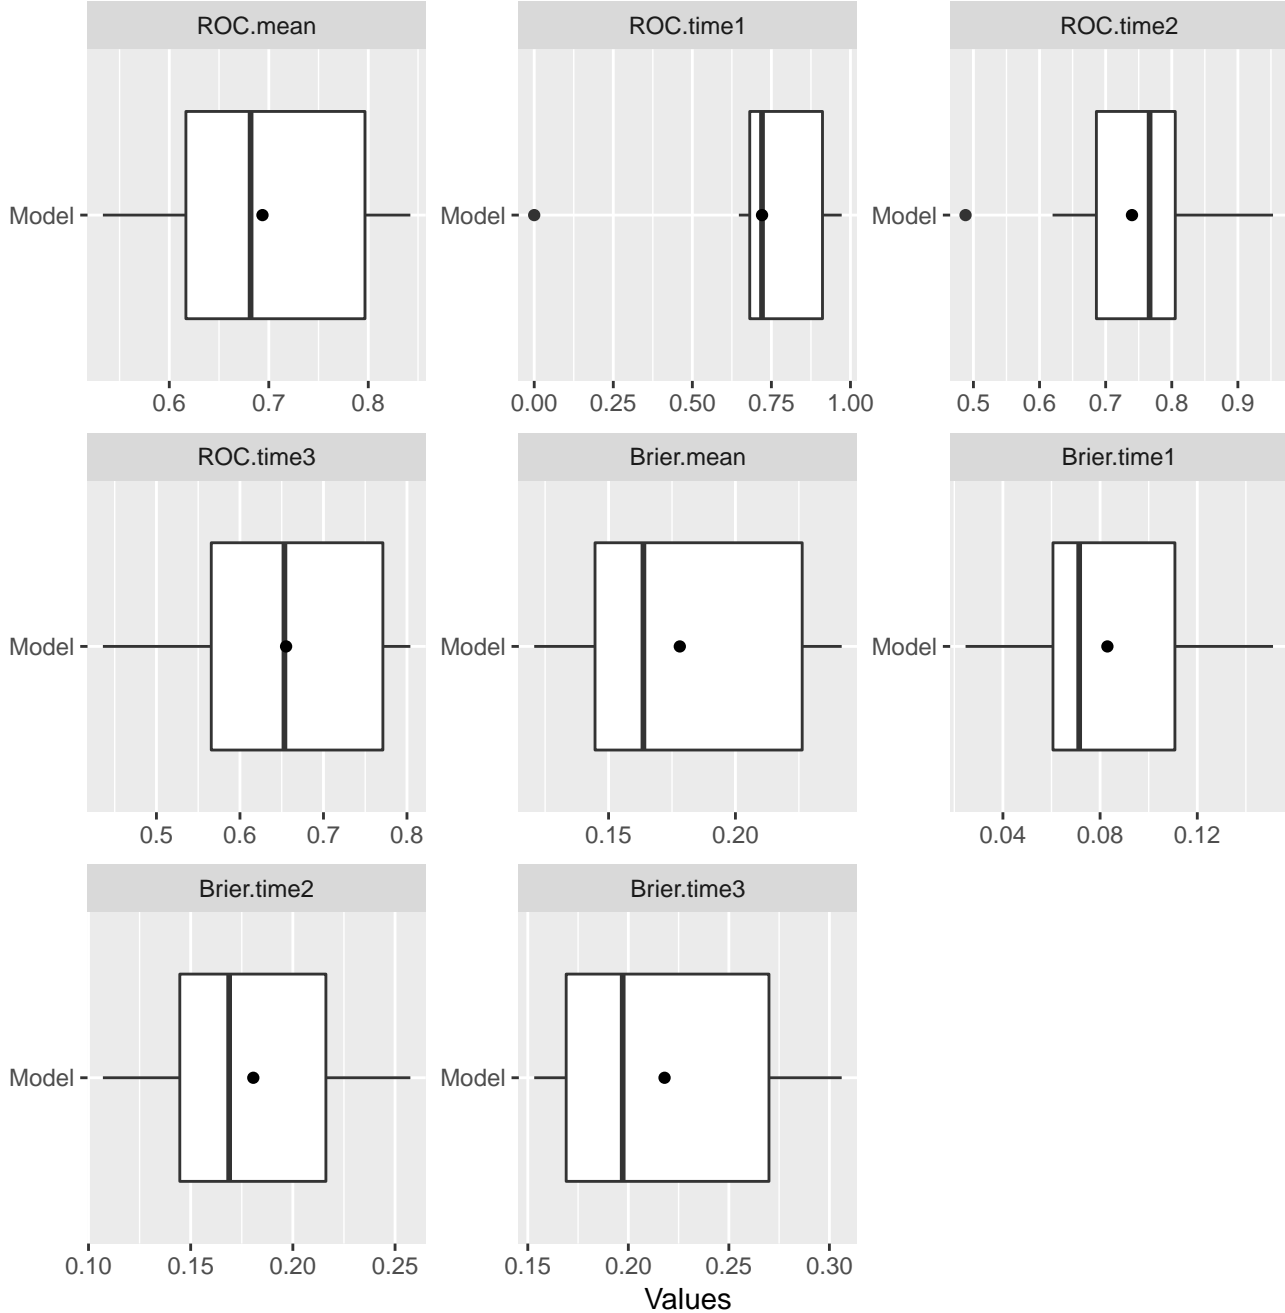 ROC.mean
ROC.time1
ROC.time2
Model
Model
Model
0.6 0.7 0.8
0.00 0.25 0.50 0.75 1.00
0.5 0.6 0.7 0.8 0.9
ROC.time3
Brier.mean
Brier.time1
Model
Model
Model
0.5 0.6 0.7 0.8
0.15 0.20
0.04 0.08 0.12
Brier.time2
Brier.time3
Model
Model
0.10 0.15 0.20 0.25
0.15 0.20 0.25 0.30
Values